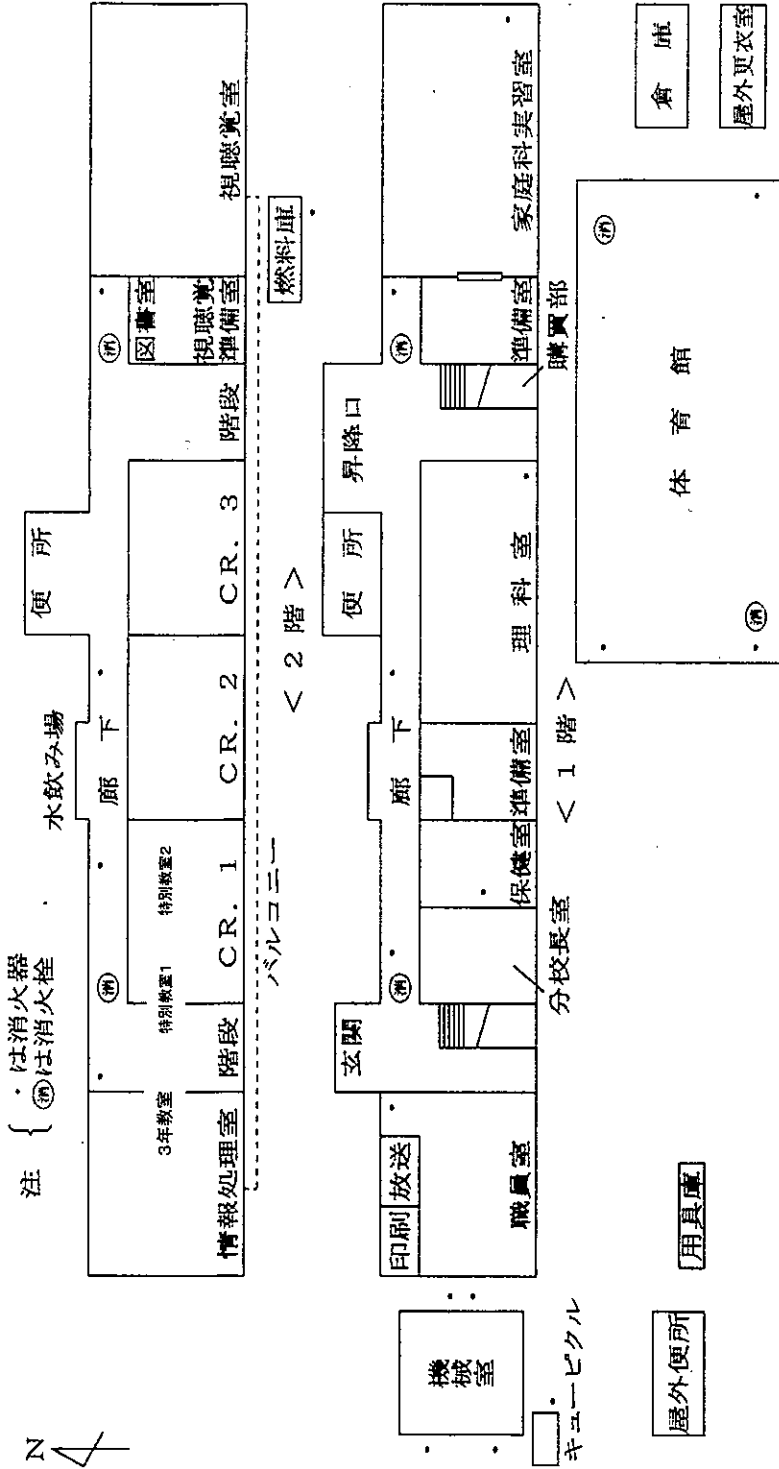 注 { ・は消火器
㊋は消火栓
N
水飲み場
便 所
廊 下
図書室
視聴覚室
視聴覚
準備室
3年教室
特別教室1
特別教室2
情報処理室
階段
CR. 1
CR. 2
CR. 3
階段
バルコニー
燃料庫
< 2 階 >
玄関
便 所
昇降口
印刷
放送
廊 下
職員室
分校長室
保健室
準備室
理 科 室
準備室
家庭科実習室
購買部
< 1 階 >
機械室
キュービクル
屋外便所
用具庫
体 育 館
倉 庫
屋外更衣室
消
消
消
消
消
消